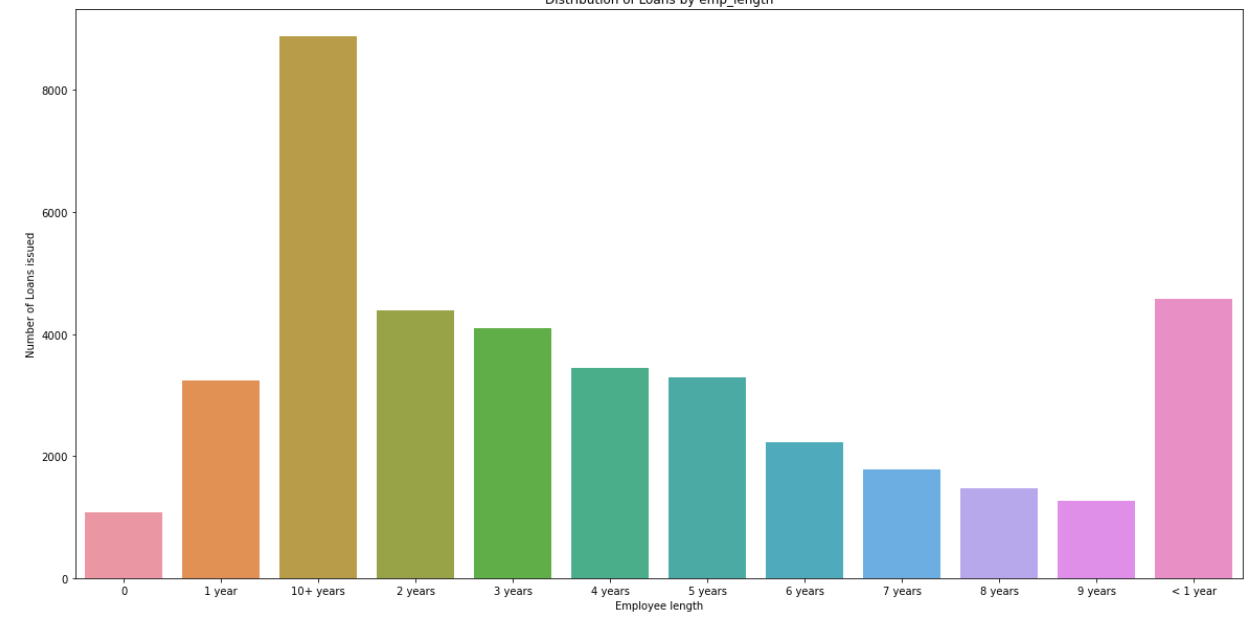 Distribution of Loans by emp_length
8000
6000
4000
2000
0
Number of Loans issued
0 1 year 10+ years 2 years 3 years 4 years 5 years 6 years 7 years 8 years 9 years < 1 year
Employee length